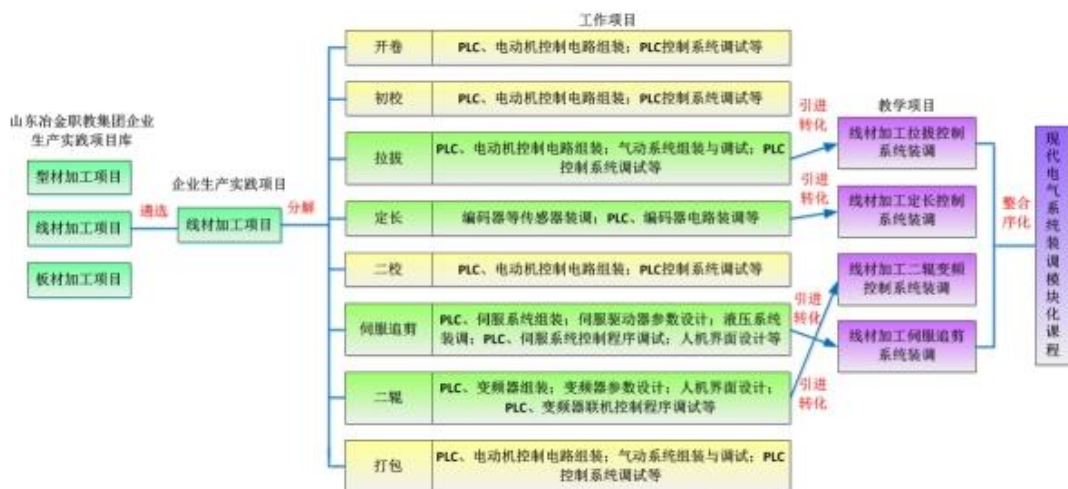 工作项目
开卷
PLC、电动机控制电路组装；PLC控制系统调试等
初校
PLC、电动机控制电路组装；PLC控制系统调试等
山东冶金职教集团企业
生产实践项目库
型材加工项目
线材加工项目
板材加工项目
遴选
企业生产实践项目
线材加工项目
分解
拉拔
PLC、电动机控制电路组装；气动系统组装与调试；PLC
控制系统调试等
定长
编码器等传感器装调；PLC、编码器电路装调等
二校
PLC、电动机控制电路组装；PLC控制系统调试等
伺服追剪
PLC、伺服系统组装；伺服驱动器参数设计；液压系统
装调；PLC、伺服系统控制程序调试；人机界面设计等
二辊
PLC、变频器组装；变频器参数设计；人机界面设计；
PLC、变频器联机控制程序调试等
打包
PLC、电动机控制电路组装；气动系统组装与调试；PLC
控制系统调试等
引进
转化
引进
转化
引进
转化
引进
转化
教学项目
线材加工拉拔控制
系统装调
线材加工定长控制
系统装调
线材加工二辊变频
控制系统装调
线材加工伺服追剪
系统装调
整合
序化
现代电气系统装调模块化课程